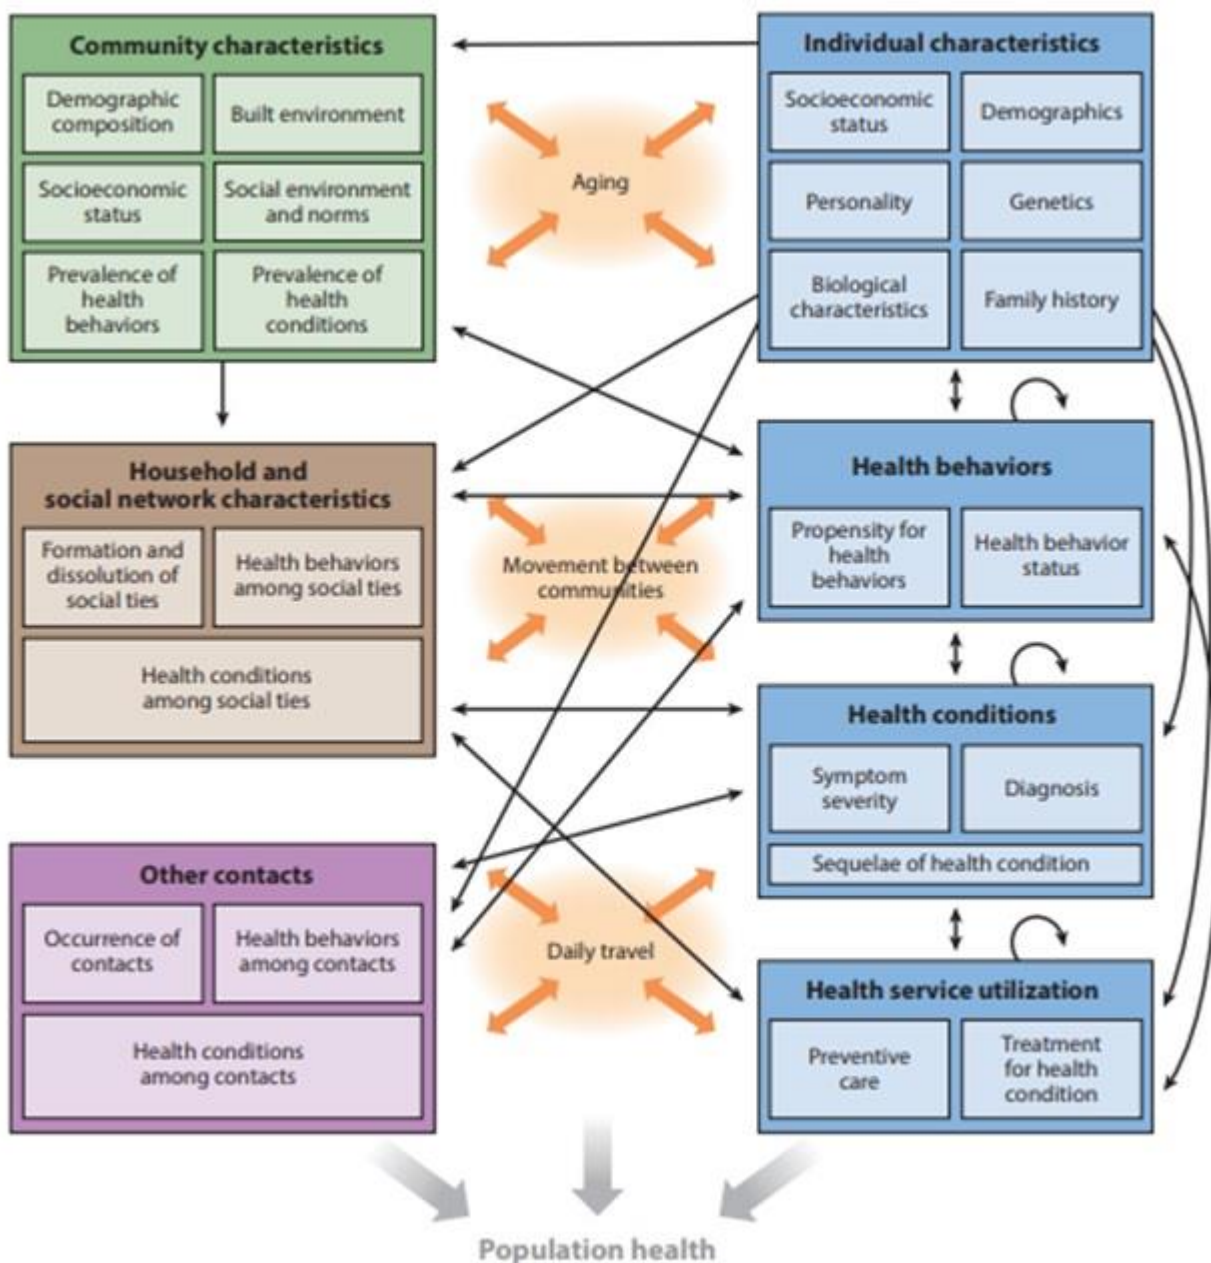 Community characteristics
Demographic
composition
Built environment
Socioeconomic
status
Social environment
and norms
Prevalence of
health
behaviors
Prevalence of
health
conditions
Household and
social network characteristics
Formation and
dissolution of
social ties
Health behaviors
among social ties
Health conditions
among social ties
Other contacts
Occurrence of
contacts
Health behaviors
among contacts
Health conditions
among contacts
Aging
Movement between
communities
Daily travel
Individual characteristics
Socioeconomic
status
Demographics
Personality
Genetics
Biological
characteristics
Family history
Health behaviors
Propensity for
health
behaviors
Health behavior
status
Health conditions
Symptom
severity
Diagnosis
Sequelae of health condition
Health service utilization
Preventive
care
Treatment
for health
condition
Population health